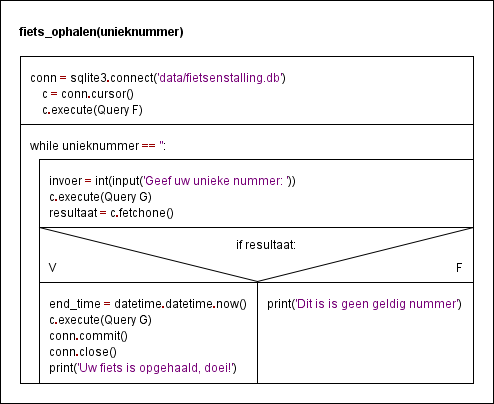 fiets_ophalen(unieknummer)
conn = sqlite3.connect('data/fietsenstalling.db')
c = conn.cursor()
c.execute(Query F)
while unieknummer == '':
invoer = int(input('Geef uw unieke nummer: '))
c.execute(Query G)
resultaat = c.fetchone()
if resultaat:
V F
end_time = datetime.datetime.now()
c.execute(Query G)
conn.commit()
conn.close()
print('Uw fiets is opgehaald, doei!')
print('Dit is is geen geldig nummer')